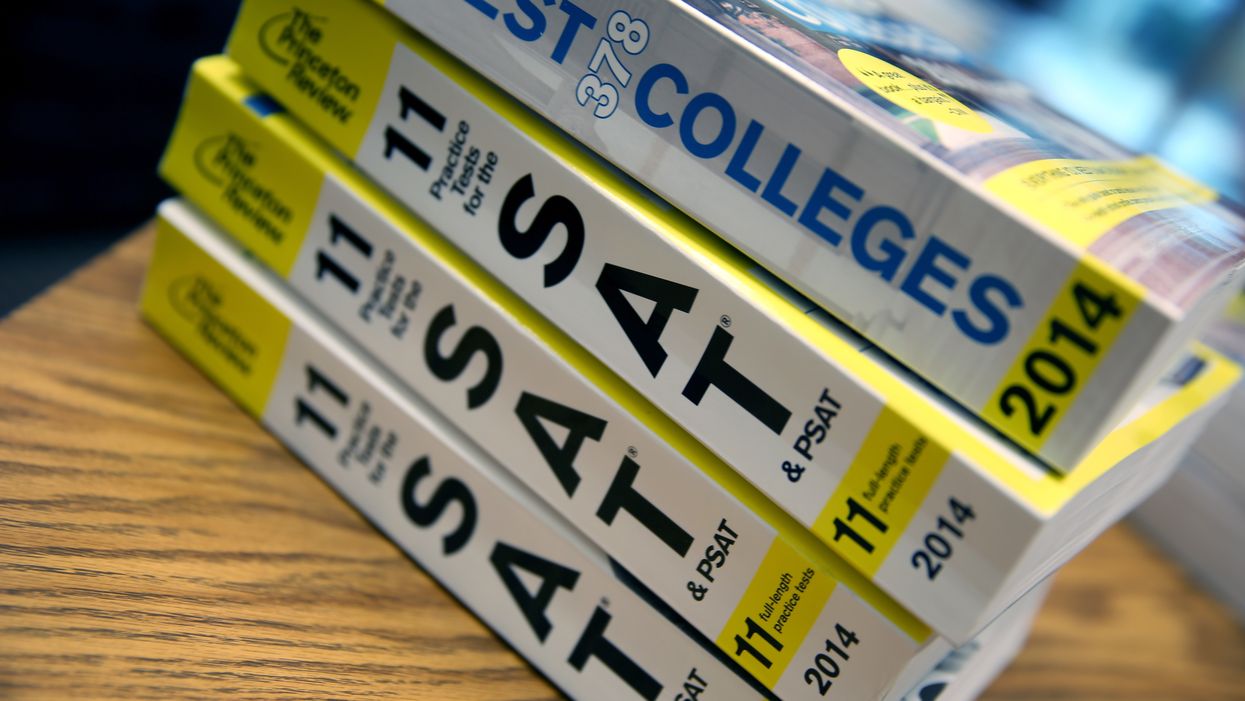 EST
378
COLLEGES
2014
The
Princeton
Review
11
Practice
Tests
for the
SAT®
& PSAT
11
full-length
practice tests
2014
The
Princeton
Review
11
Practice
Tests
for the
SAT®
& PSAT
11
full-length
practice tests
2014
The
Princeton
Review
11
Practice
Tests
for the
SAT®
SAT